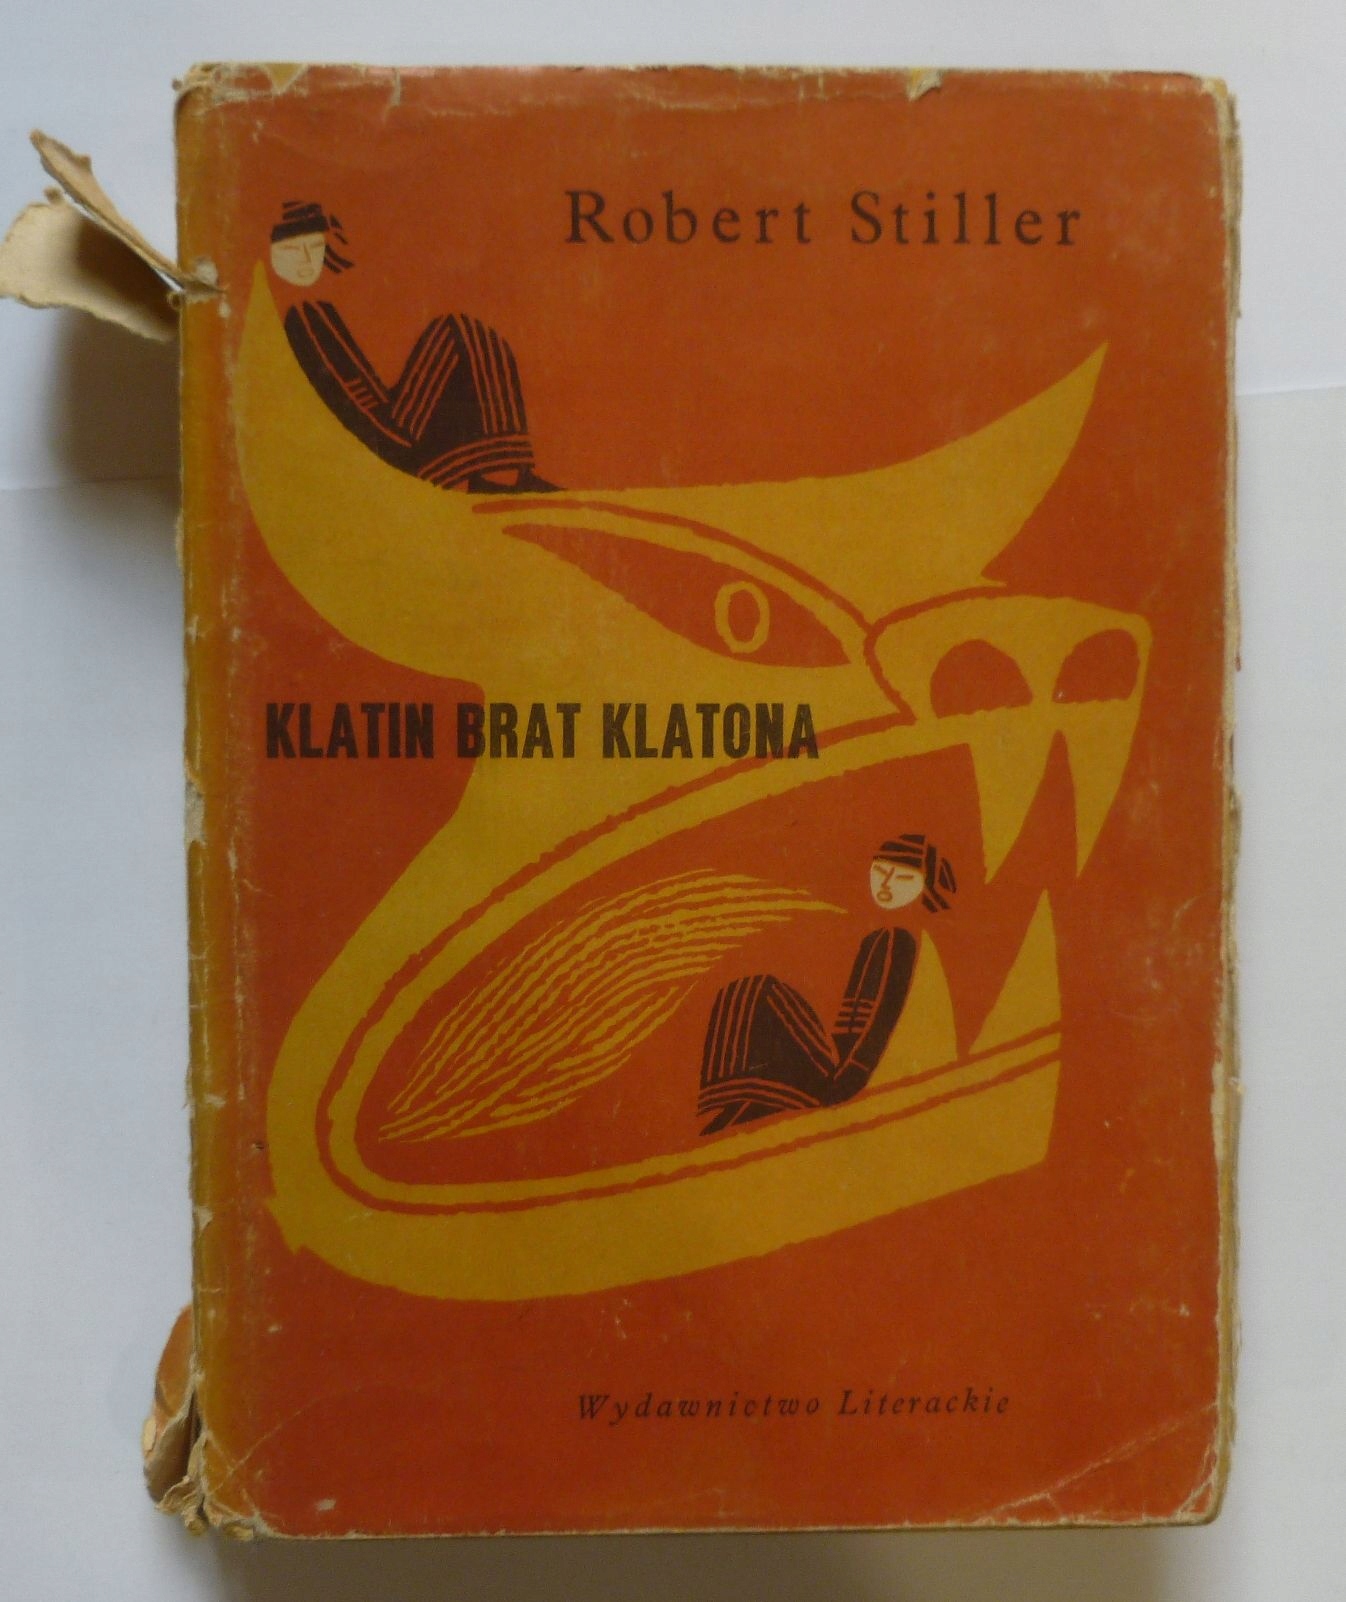 Robert Stiller
KLATIN BRAT KLATONA
Wydawnictwo Literackie